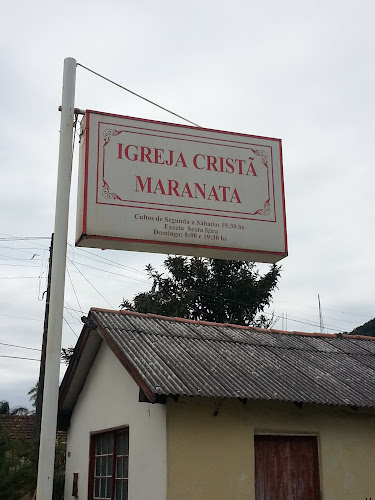 IGREJA CRISTÃ
MARANATA
Cultos de Segunda a Sábado: 19:30 hs
Exceto Sexta feira
Domingo: 8:00 e 19:30 hs